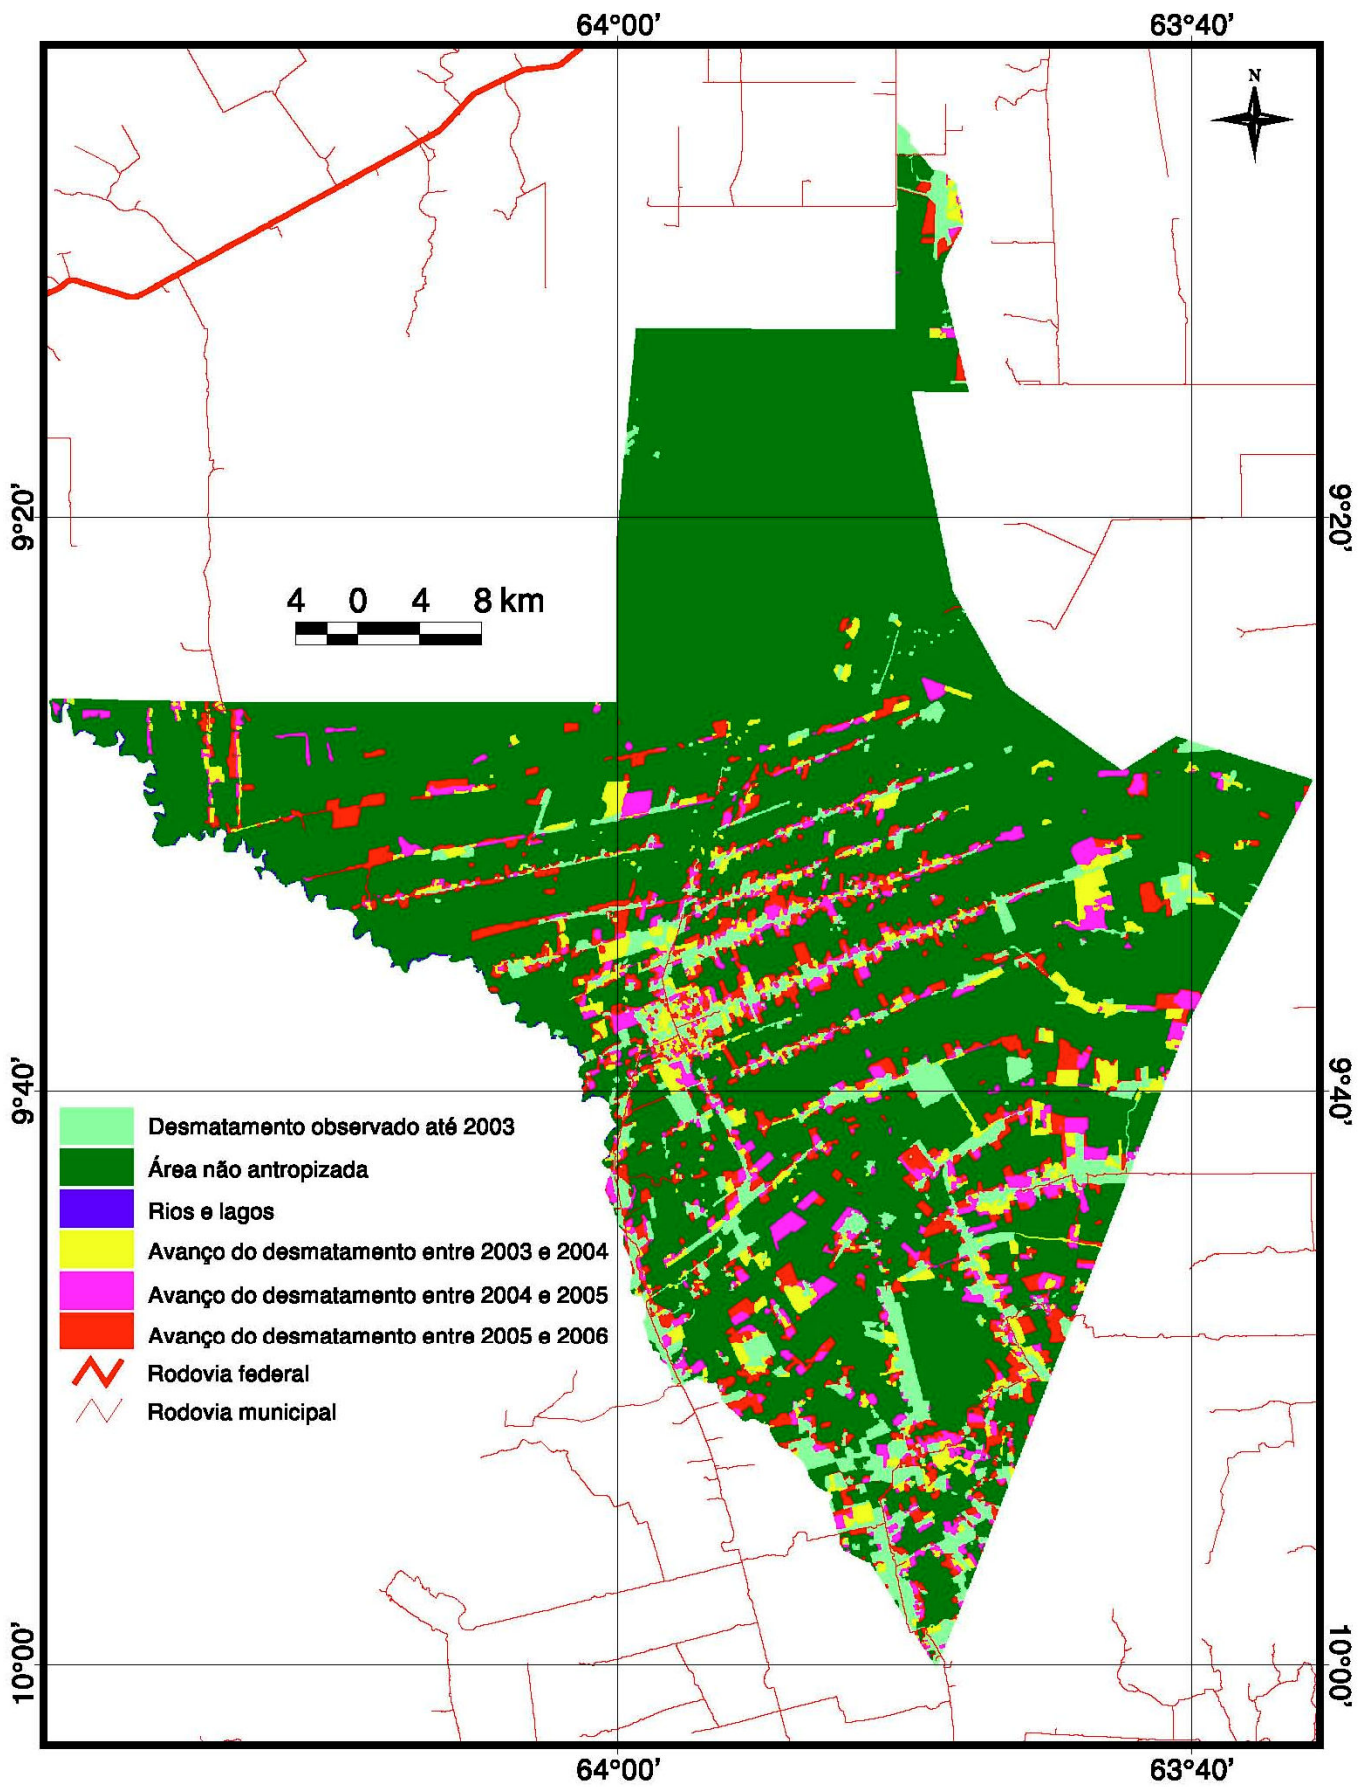 64°00’ 63°40’
N
9°20’ 9°20’
4 0 4 8 km
9°40’ 9°40’
Desmatamento observado até 2003
Área não antropizada
Rios e lagos
Avanço do desmatamento entre 2003 e 2004
Avanço do desmatamento entre 2004 e 2005
Avanço do desmatamento entre 2005 e 2006
Rodovia federal
Rodovia municipal
10°00’ 10°00’
64°00’ 63°40’